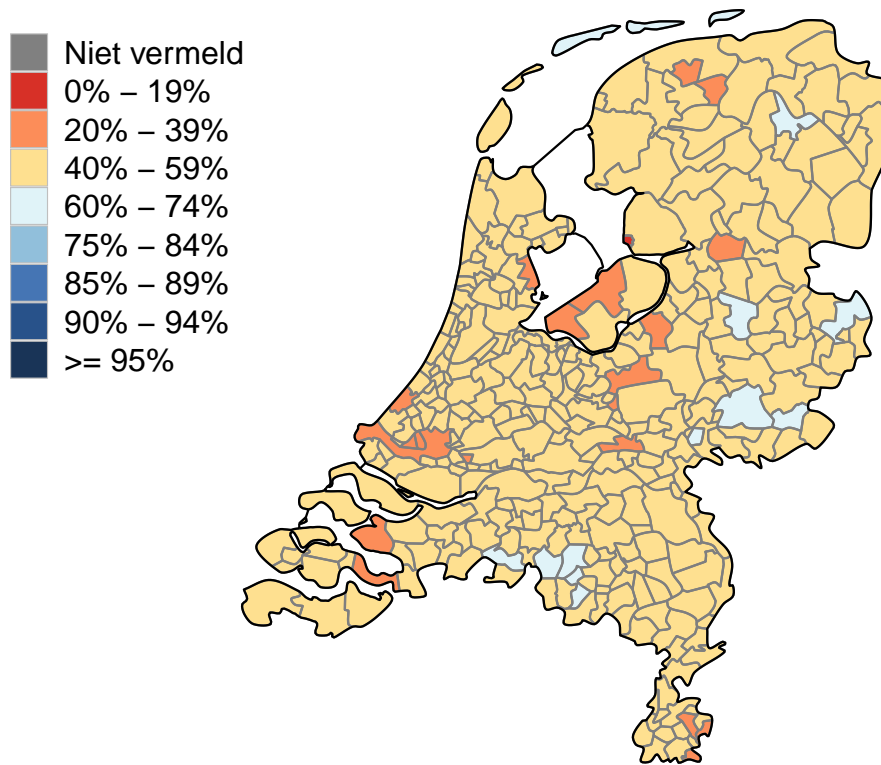 Niet vermeld
0% – 19%
20% – 39%
40% – 59%
60% – 74%
75% – 84%
85% – 89%
90% – 94%
>= 95%